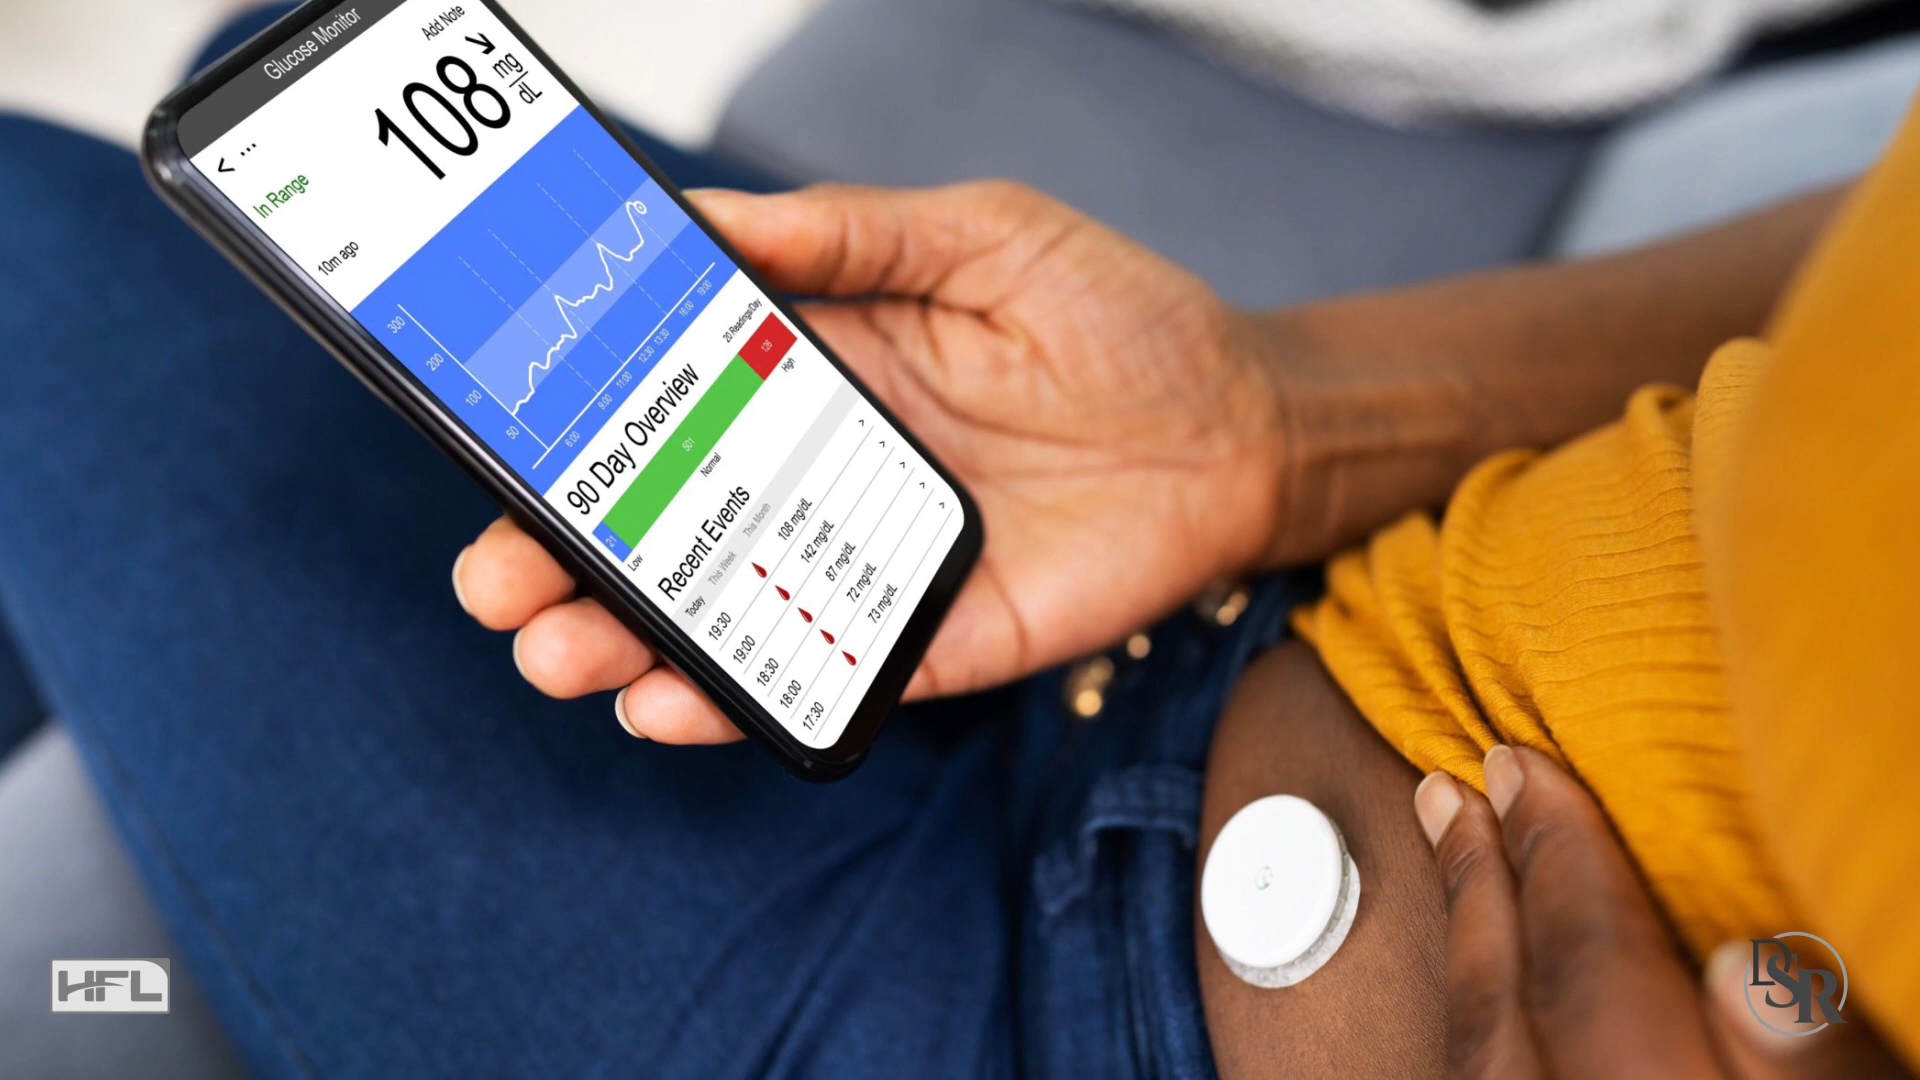 Glucose Monitor
< ...
Add Note
108 mg/dL
In Range
10m ago
300
200
100
50
6:00 9:00 11:00 12:30 13:30 16:00 19:00
90 Day Overview
20 Readings/Day
21 501 126
Low Normal High
Recent Events
Today This Week This Month
19:30 108 mg/dL >
19:00 142 mg/dL >
18:30 87 mg/dL >
18:00 72 mg/dL >
17:30 73 mg/dL >
HFL
DSR